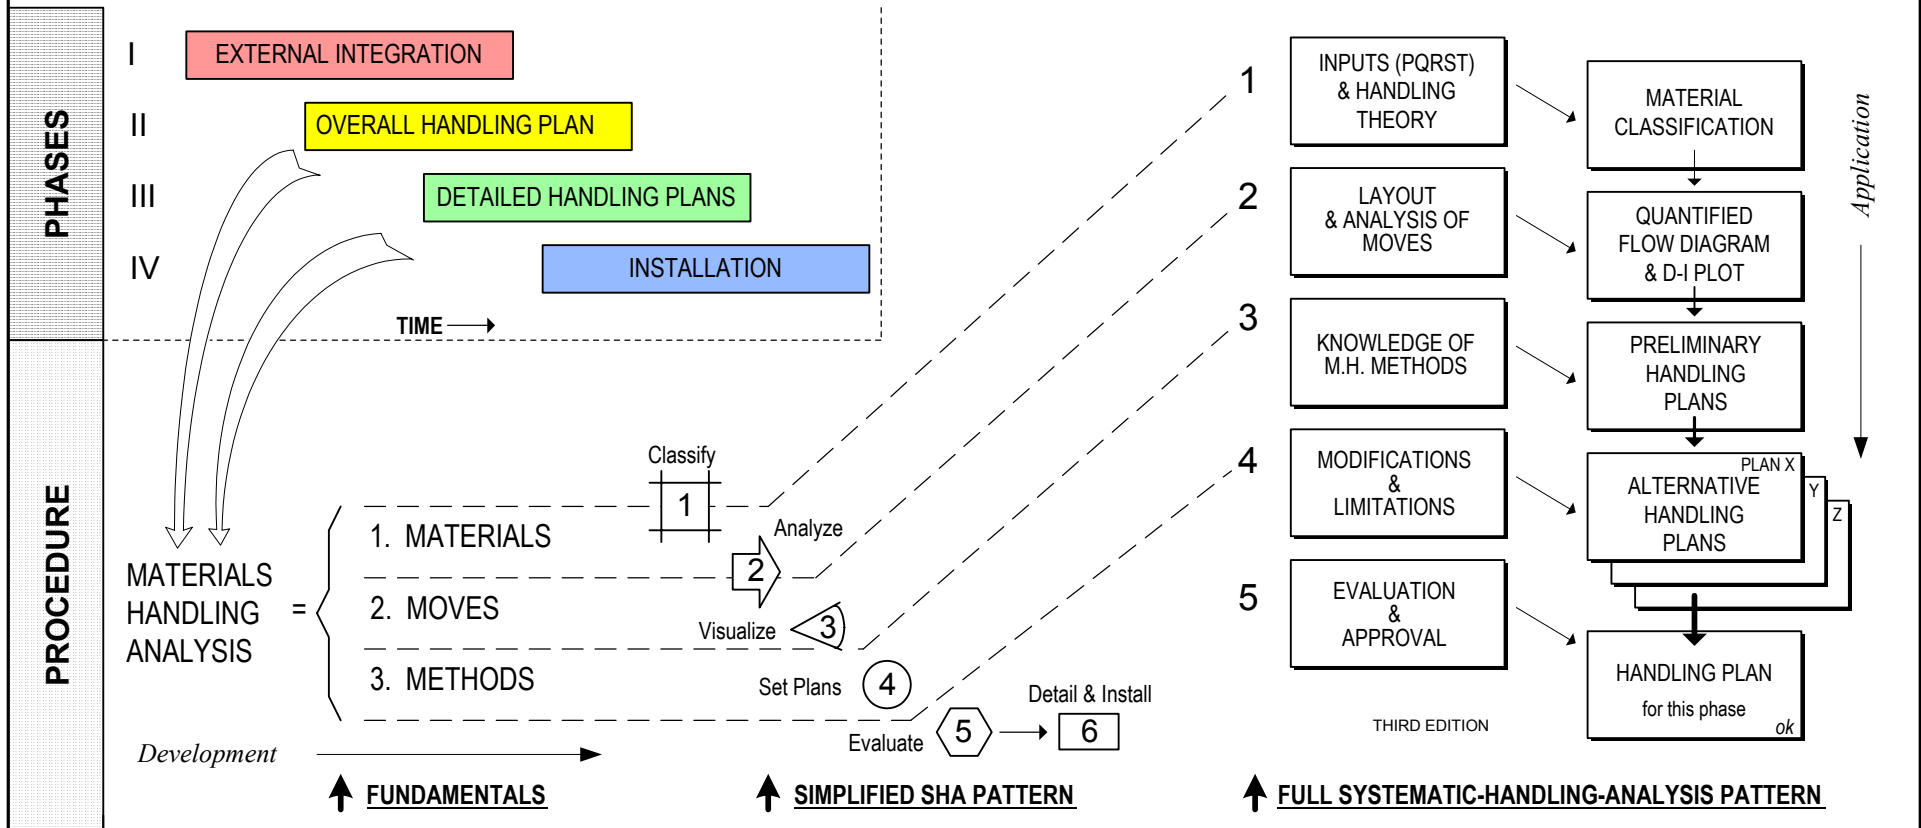 PHASES
I
EXTERNAL INTEGRATION
II
OVERALL HANDLING PLAN
III
DETAILED HANDLING PLANS
IV
INSTALLATION
TIME
PROCEDURE
MATERIALS
HANDLING
ANALYSIS
=
1. MATERIALS
2. MOVES
3. METHODS
Classify
1
Analyze
2
Visualize
3
Set Plans
4
Evaluate
5
Detail & Install
6
Development
FUNDAMENTALS
SIMPLIFIED SHA PATTERN
1
INPUTS (PQRST)
& HANDLING
THEORY
MATERIAL
CLASSIFICATION
2
LAYOUT
& ANALYSIS OF
MOVES
QUANTIFIED
FLOW DIAGRAM
& D-I PLOT
3
KNOWLEDGE OF
M.H. METHODS
PRELIMINARY
HANDLING
PLANS
4
MODIFICATIONS
&
LIMITATIONS
PLAN X
ALTERNATIVE
HANDLING
PLANS
Y
Z
5
EVALUATION
&
APPROVAL
HANDLING PLAN
for this phase
ok
Application
THIRD EDITION
FULL SYSTEMATIC-HANDLING-ANALYSIS PATTERN